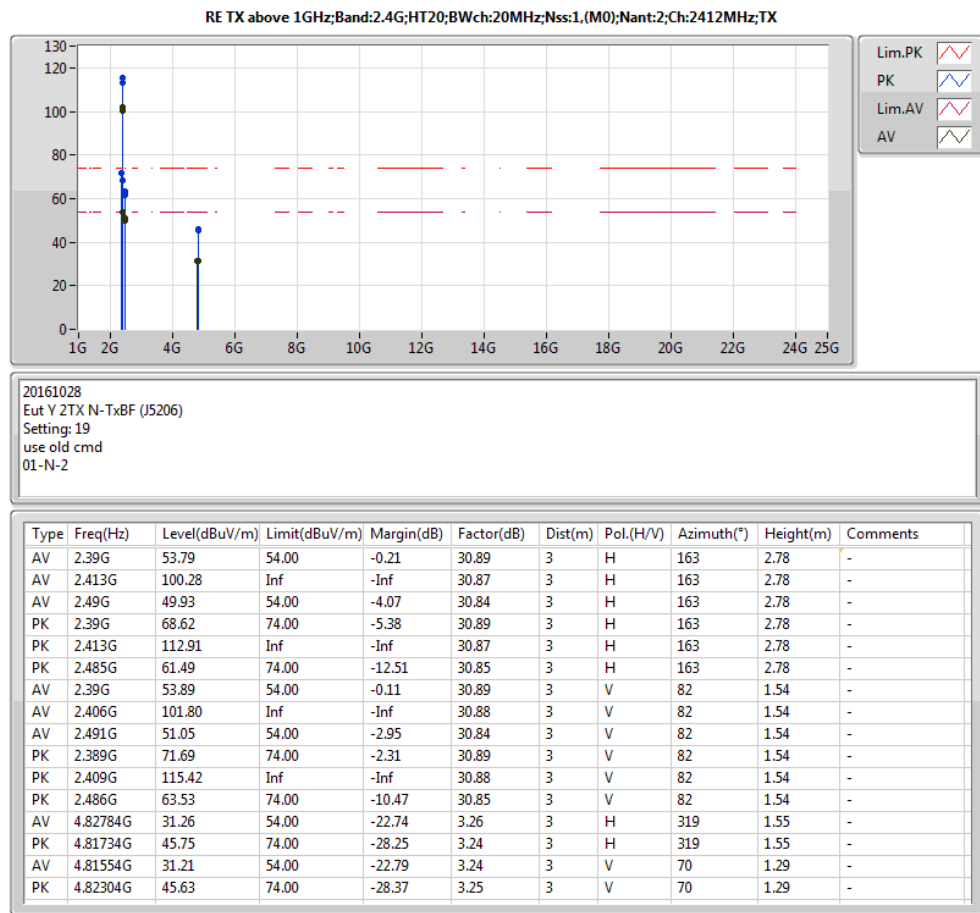 RE TX above 1GHz;Band:2.4G;HT20;BWch:20MHz;Nss:1,(M0);Nant:2;Ch:2412MHz;TX
130
120
100
80
60
40
20
0
1G 2G 4G 6G 8G 10G 12G 14G 16G 18G 20G 22G 24G 25G
Lim.PK
PK
Lim.AV
AV
20161028
Eut Y 2TX N-TxBF (J5206)
Setting: 19
use old cmd
01-N-2
Type Freq(Hz) Level(dBuV/m) Limit(dBuV/m) Margin(dB) Factor(dB) Dist(m) Pol.(H/V) Azimuth(°) Height(m) Comments
AV 2.39G 53.79 54.00 -0.21 30.89 3 H 163 2.78 -
AV 2.413G 100.28 Inf -Inf 30.87 3 H 163 2.78 -
AV 2.49G 49.93 54.00 -4.07 30.84 3 H 163 2.78 -
PK 2.39G 68.62 74.00 -5.38 30.89 3 H 163 2.78 -
PK 2.413G 112.91 Inf -Inf 30.87 3 H 163 2.78 -
PK 2.485G 61.49 74.00 -12.51 30.85 3 H 163 2.78 -
AV 2.39G 53.89 54.00 -0.11 30.89 3 V 82 1.54 -
AV 2.406G 101.80 Inf -Inf 30.88 3 V 82 1.54 -
AV 2.491G 51.05 54.00 -2.95 30.84 3 V 82 1.54 -
PK 2.389G 71.69 74.00 -2.31 30.89 3 V 82 1.54 -
PK 2.409G 115.42 Inf -Inf 30.88 3 V 82 1.54 -
PK 2.486G 63.53 74.00 -10.47 30.85 3 V 82 1.54 -
AV 4.82784G 31.26 54.00 -22.74 3.26 3 H 319 1.55 -
PK 4.81734G 45.75 74.00 -28.25 3.24 3 H 319 1.55 -
AV 4.81554G 31.21 54.00 -22.79 3.24 3 V 70 1.29 -
PK 4.82304G 45.63 74.00 -28.37 3.25 3 V 70 1.29 -